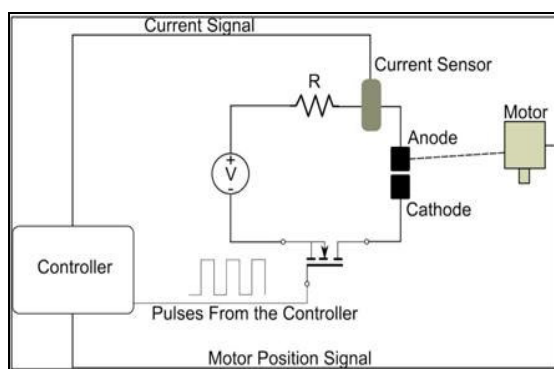 Current Signal
Current Sensor
R
Motor
Anode
+
V
-
Cathode
Controller
Pulses From the Controller
Motor Position Signal